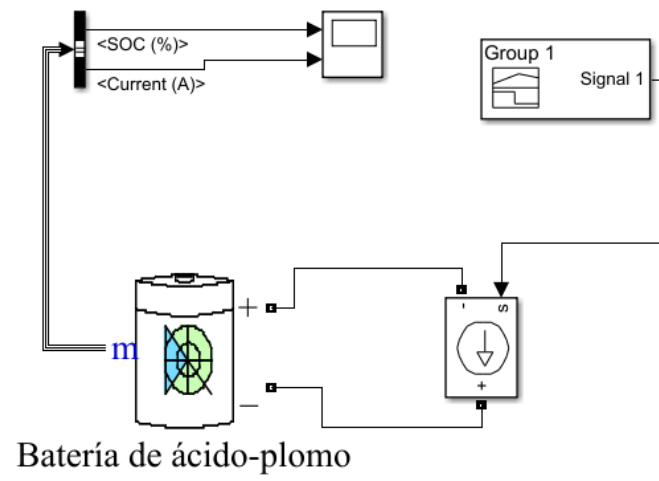 <SOC (%)>
<Current (A)>
Group 1
Signal 1
+
m
–
-
s
+
Batería de ácido-plomo